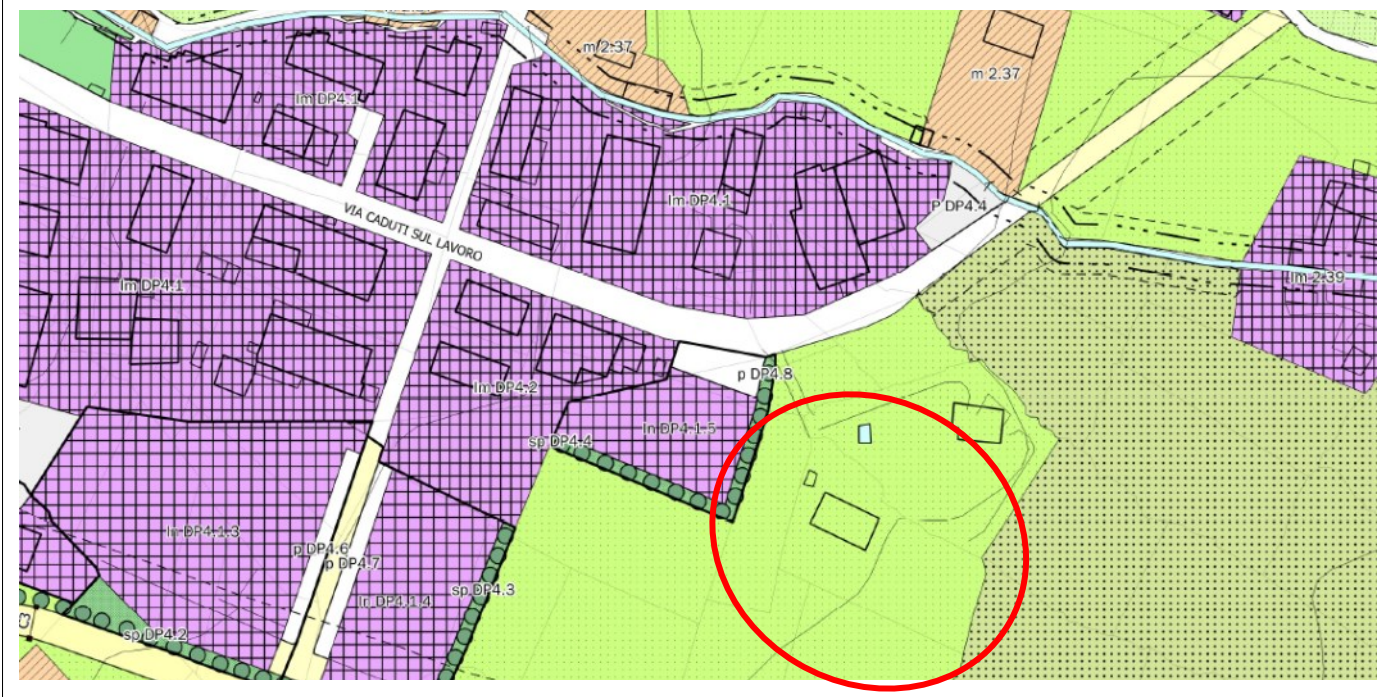 m 2.37
m 2.37
Im DP4.1
Im DP4.1
P DP4.4
VIA CADUTI SUL LAVORO
Im DP4.1
Im 2.39
p DP4.8
Im DP4.2
In DP4.1.5
sp DP4.4
Ir DP4.1.3
p DP4.6
p DP4.7
sp DP4.3
Ir DP4.1.4
sp DP4.2